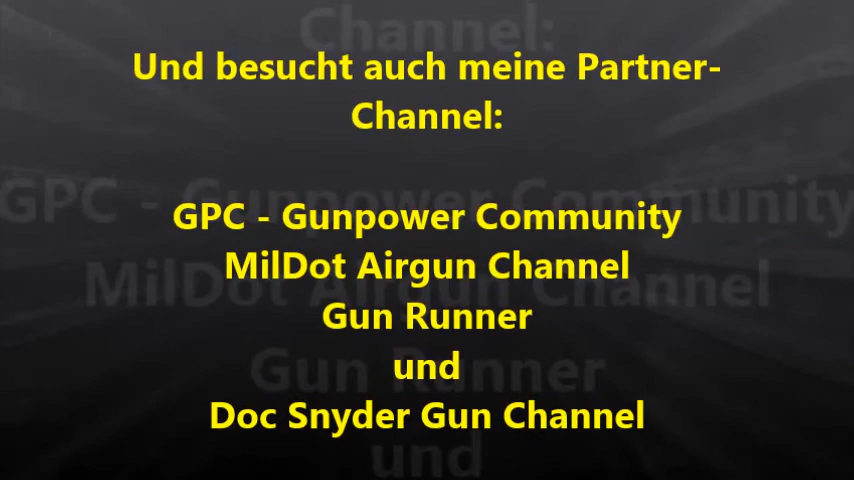 Und besucht auch meine Partner-
Channel:
GPC - Gunpower Community
MilDot Airgun Channel
Gun Runner
und
Doc Snyder Gun Channel